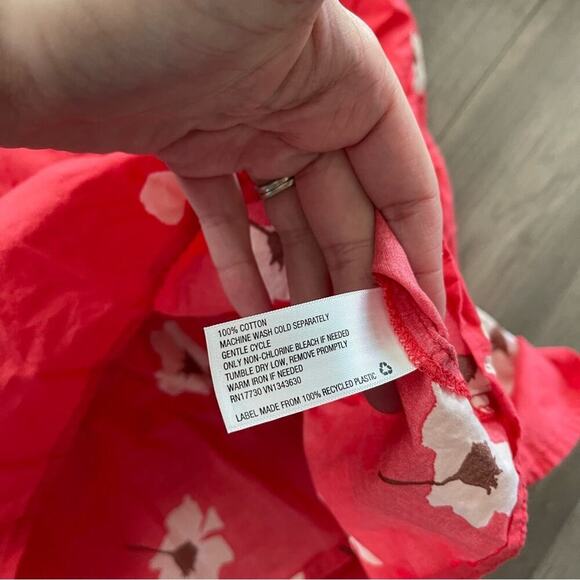 100% COTTON
MACHINE WASH COLD SEPARATELY
GENTLE CYCLE
ONLY NON-CHLORINE BLEACH IF NEEDED
TUMBLE DRY LOW, REMOVE PROMPTLY
WARM IRON IF NEEDED
RN17730 VN1343630
LABEL MADE FROM 100% RECYCLED PLASTIC